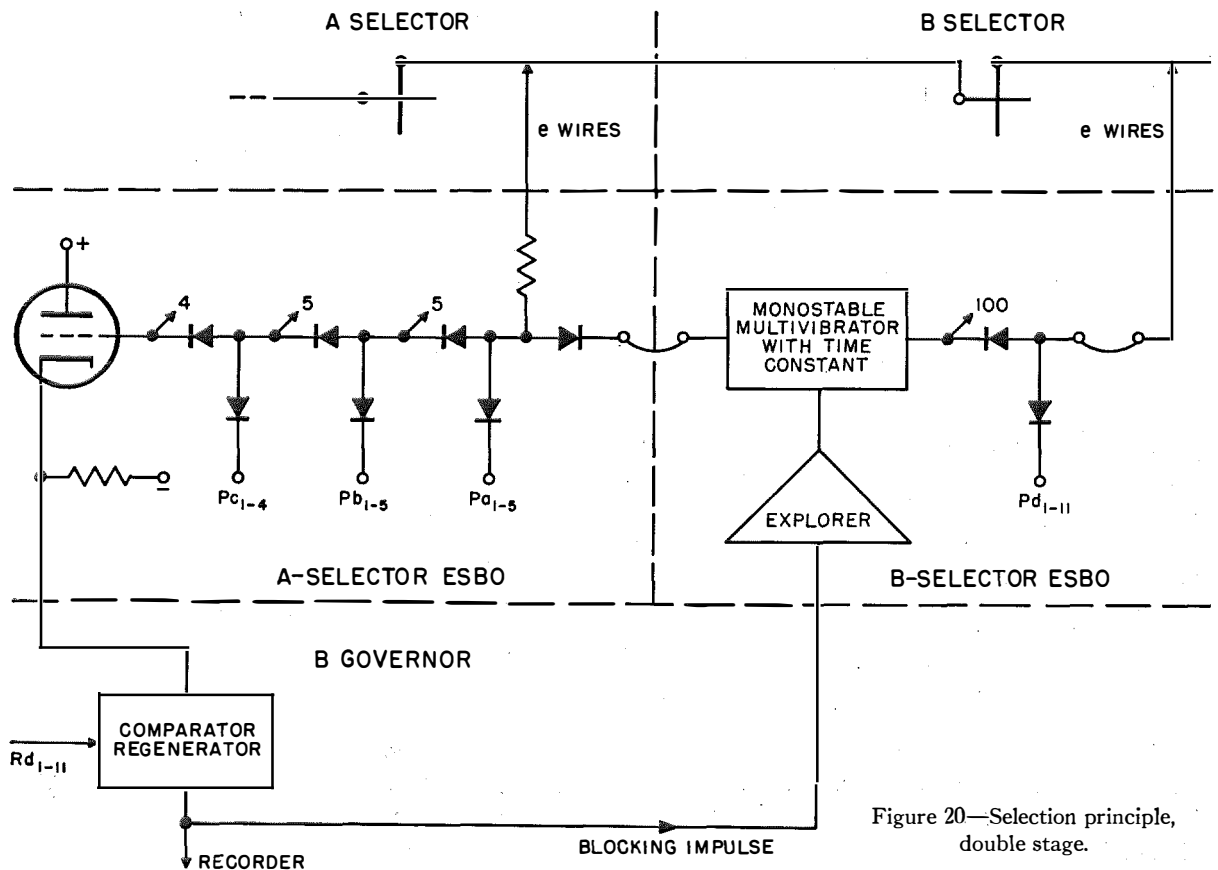 A SELECTOR
B SELECTOR
e WIRES
e WIRES
+
4
5
5
MONOSTABLE
MULTIVIBRATOR
WITH TIME
CONSTANT
100
−
Pc1-4
Pb1-5
Pa1-5
EXPLORER
Pd1-11
A-SELECTOR ESBO
B-SELECTOR ESBO
B GOVERNOR
COMPARATOR
REGENERATOR
Rd1-11
BLOCKING IMPULSE
RECORDER
Figure 20—Selection principle,
double stage.